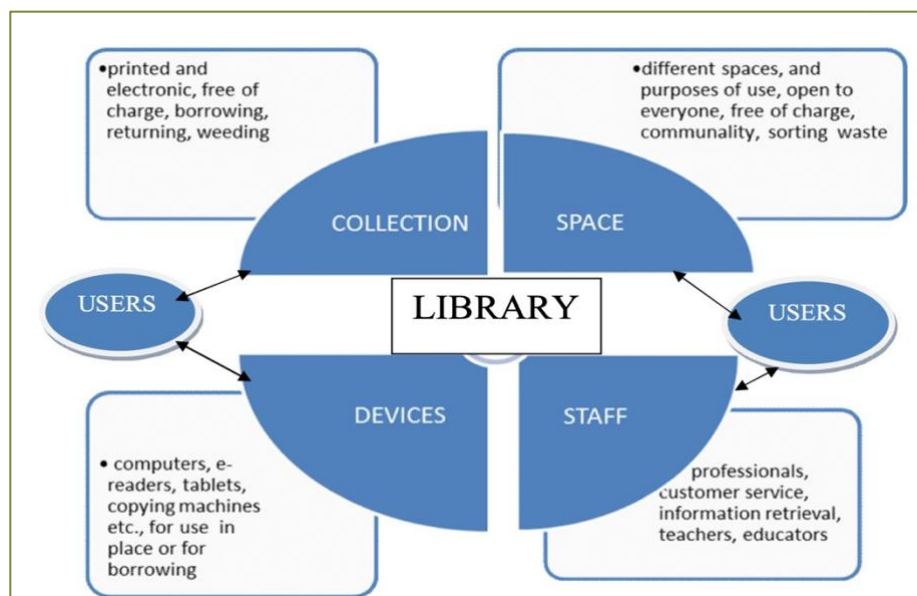 •printed and
electronic, free of
charge, borrowing,
returning, weeding
•different spaces, and
purposes of use, open to
everyone, free of charge,
communality, sorting waste
COLLECTION
SPACE
USERS
LIBRARY
USERS
DEVICES
STAFF
• computers, e-
readers, tablets,
copying machines
etc., for use in
place or for
borrowing
professionals,
customer service,
information retrieval,
teachers, educators